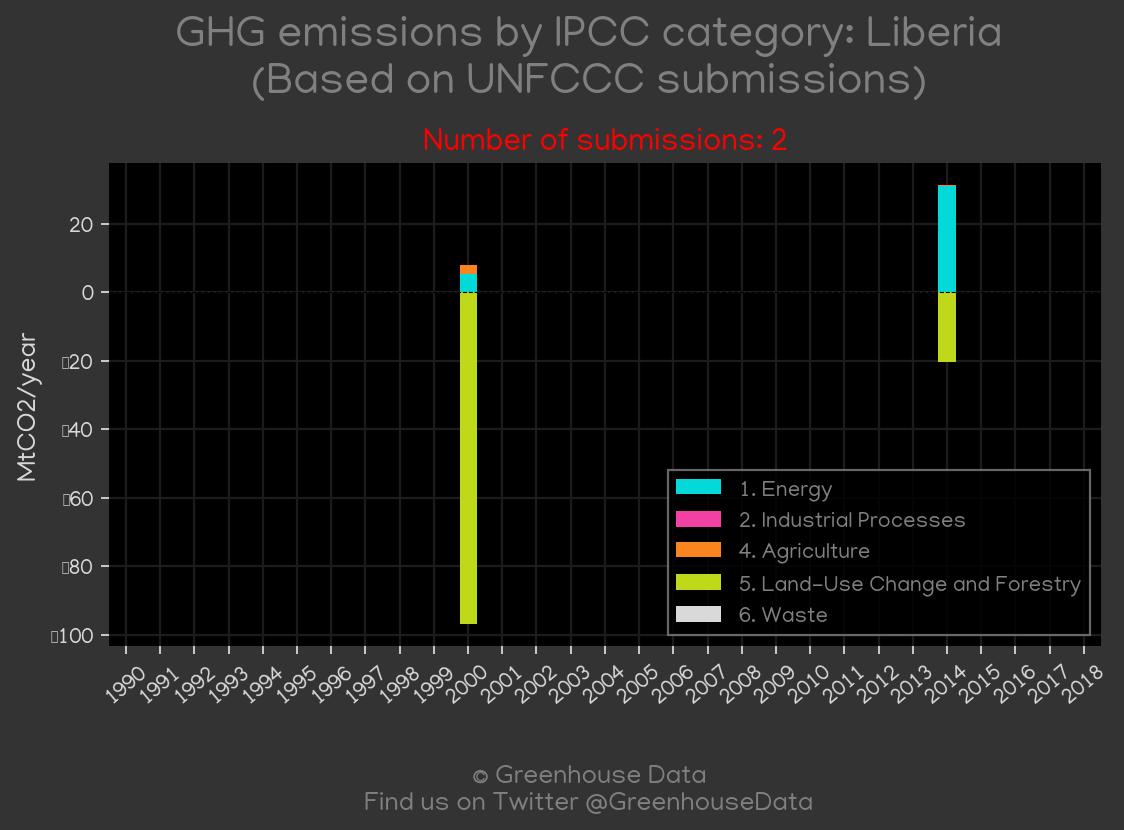 GHG emissions by IPCC category: Liberia
(Based on UNFCCC submissions)
Number of submissions: 2
MtCO2/year
20
0
▯20
▯40
▯60
▯80
▯100
1. Energy
2. Industrial Processes
4. Agriculture
5. Land-Use Change and Forestry
6. Waste
1990 1991 1992 1993 1994 1995 1996 1997 1998 1999 2000 2001 2002 2003 2004 2005 2006 2007 2008 2009 2010 2011 2012 2013 2014 2015 2016 2017 2018
© Greenhouse Data
Find us on Twitter @GreenhouseData